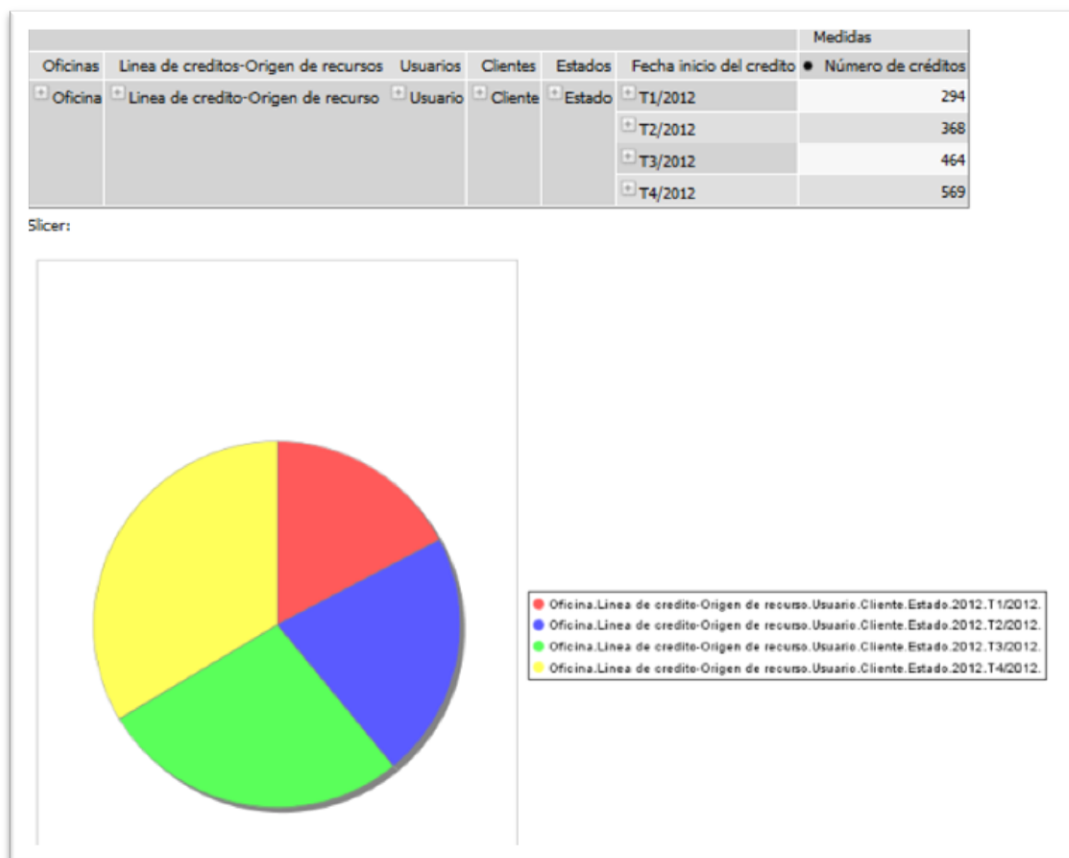 Medidas
Oficinas Linea de creditos-Origen de recursos Usuarios Clientes Estados Fecha inicio del credito ● Número de créditos
Oficina Linea de credito-Origen de recurso Usuario Cliente Estado T1/2012 294
T2/2012 368
T3/2012 464
T4/2012 569
Slicer:
Oficina.Linea de credito-Origen de recurso.Usuario.Cliente.Estado.2012.T1/2012.
Oficina.Linea de credito-Origen de recurso.Usuario.Cliente.Estado.2012.T2/2012.
Oficina.Linea de credito-Origen de recurso.Usuario.Cliente.Estado.2012.T3/2012.
Oficina.Linea de credito-Origen de recurso.Usuario.Cliente.Estado.2012.T4/2012.